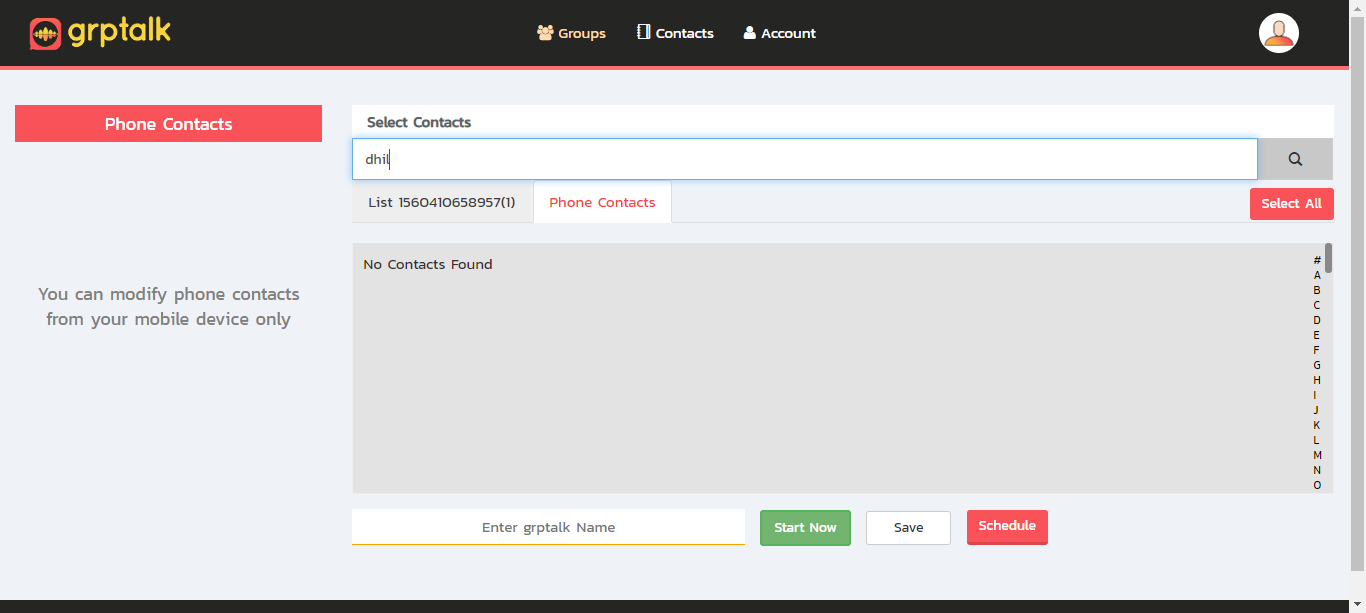 grptalk
Groups Contacts Account
Phone Contacts
You can modify phone contacts
from your mobile device only
Select Contacts
dhil
List 1560410658957(1) Phone Contacts Select All
No Contacts Found
#
A
B
C
D
E
F
G
H
I
J
K
L
M
N
O
Enter grptalk Name Start Now Save Schedule